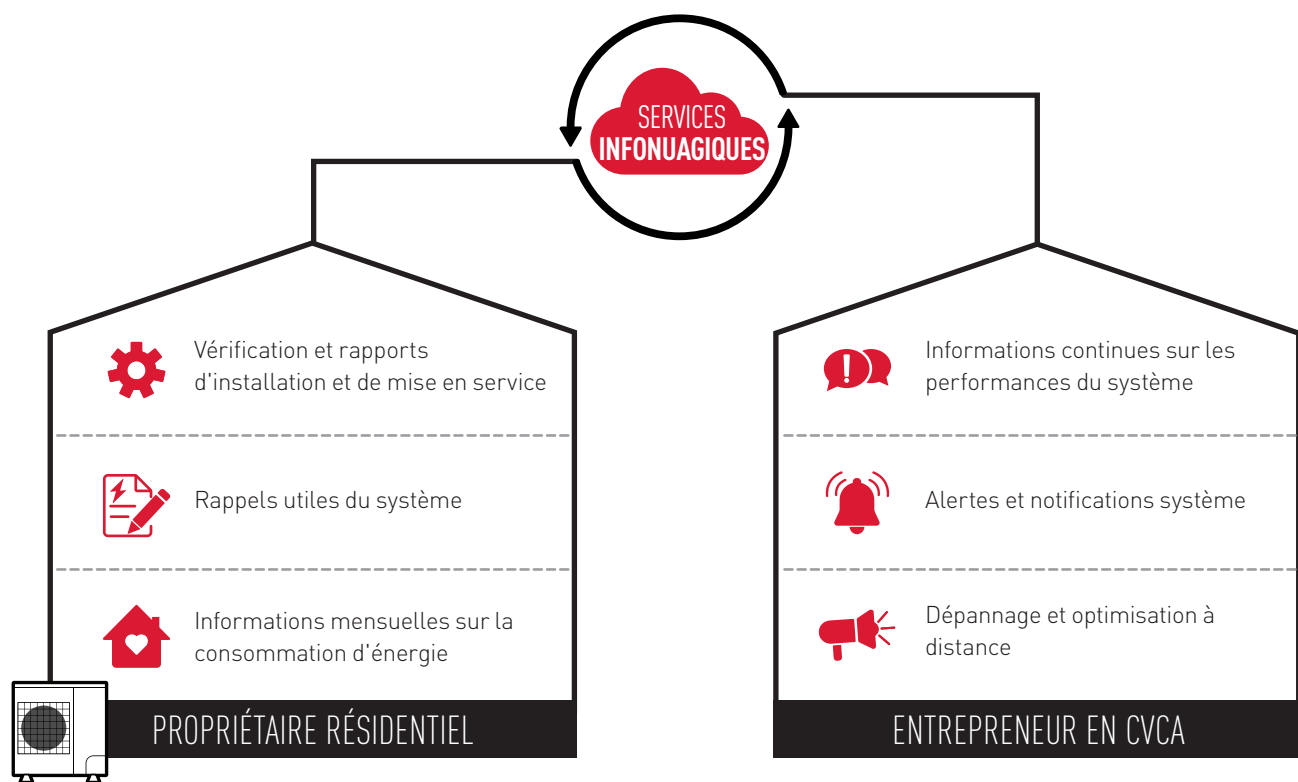 SERVICES
INFONUAGIQUES
Vérification et rapports
d'installation et de mise en service
Rappels utiles du système
Informations mensuelles sur la
consommation d'énergie
PROPRIÉTAIRE RÉSIDENTIEL
Informations continues sur les
performances du système
Alertes et notifications système
Dépannage et optimisation à
distance
ENTREPRENEUR EN CVCA